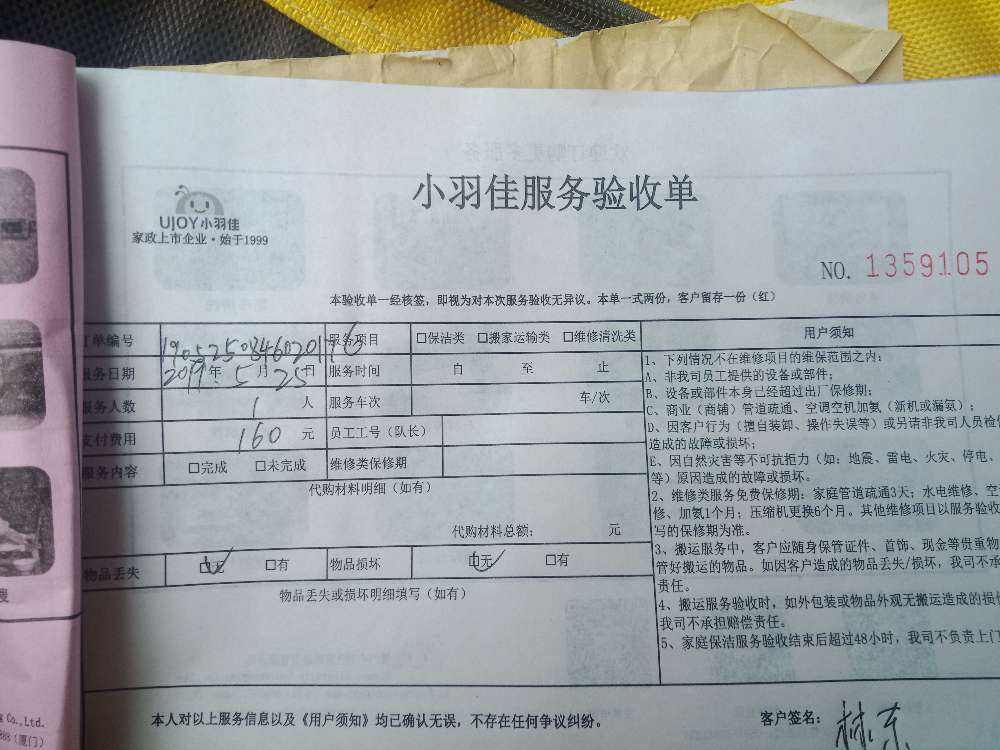 小羽佳服务验收单
UJOY小羽佳
家政上市企业·始于1999
NO. 1359105
本验收单一经核签，即视为对本次服务验收无异议。本单一式两份，客户留存一份（红）
订单编号 服务项目 □保洁类 □搬家运输类 □维修清洗类 用户须知
服务日期 2019年5月25日 服务时间 自 至 止
服务人数 1 人 服务车次 车/次
支付费用 160 元 员工工号（队长）
服务内容 □完成 □未完成 维修类保修期
代购材料明细（如有）
代购材料总额： 元
物品丢失 □无 □有 物品损坏 □无 □有
物品丢失或损坏明细填写（如有）
1、下列情况不在维修项目的维保范围之内：
A、非我司员工提供的设备或部件；
B、设备或部件本身已经超过出厂保修期；
C、商业（商铺）管道疏通、空调空机加氨（新机或漏氨）；
D、因客户行为（擅自装卸、操作失误等）或另请非我司人员检
造成的故障或损坏；
E、因自然灾害等不可抗拒力（如：地震、雷电、火灾、停电、
等）原因造成的故障或损坏。
2、维修类服务免费保修期：家庭管道疏通3天；水电维修、空
修、加氨1个月；压缩机更换6个月。其他维修项目以服务验收
写的保修期为准。
3、搬运服务中，客户应随身保管证件、首饰、现金等贵重物
管好搬运的物品。如因客户造成的物品丢失/损坏，我司不承
责任。
4、搬运服务验收时，如外包装或物品外观无搬运造成的损
我司不承担赔偿责任。
5、家庭保洁服务验收结束后超过48小时，我司不负责上门
本人对以上服务信息以及《用户须知》均已确认无误，不存在任何争议纠纷。
客户签名： 林东
Co.,Ltd.
（厦门）